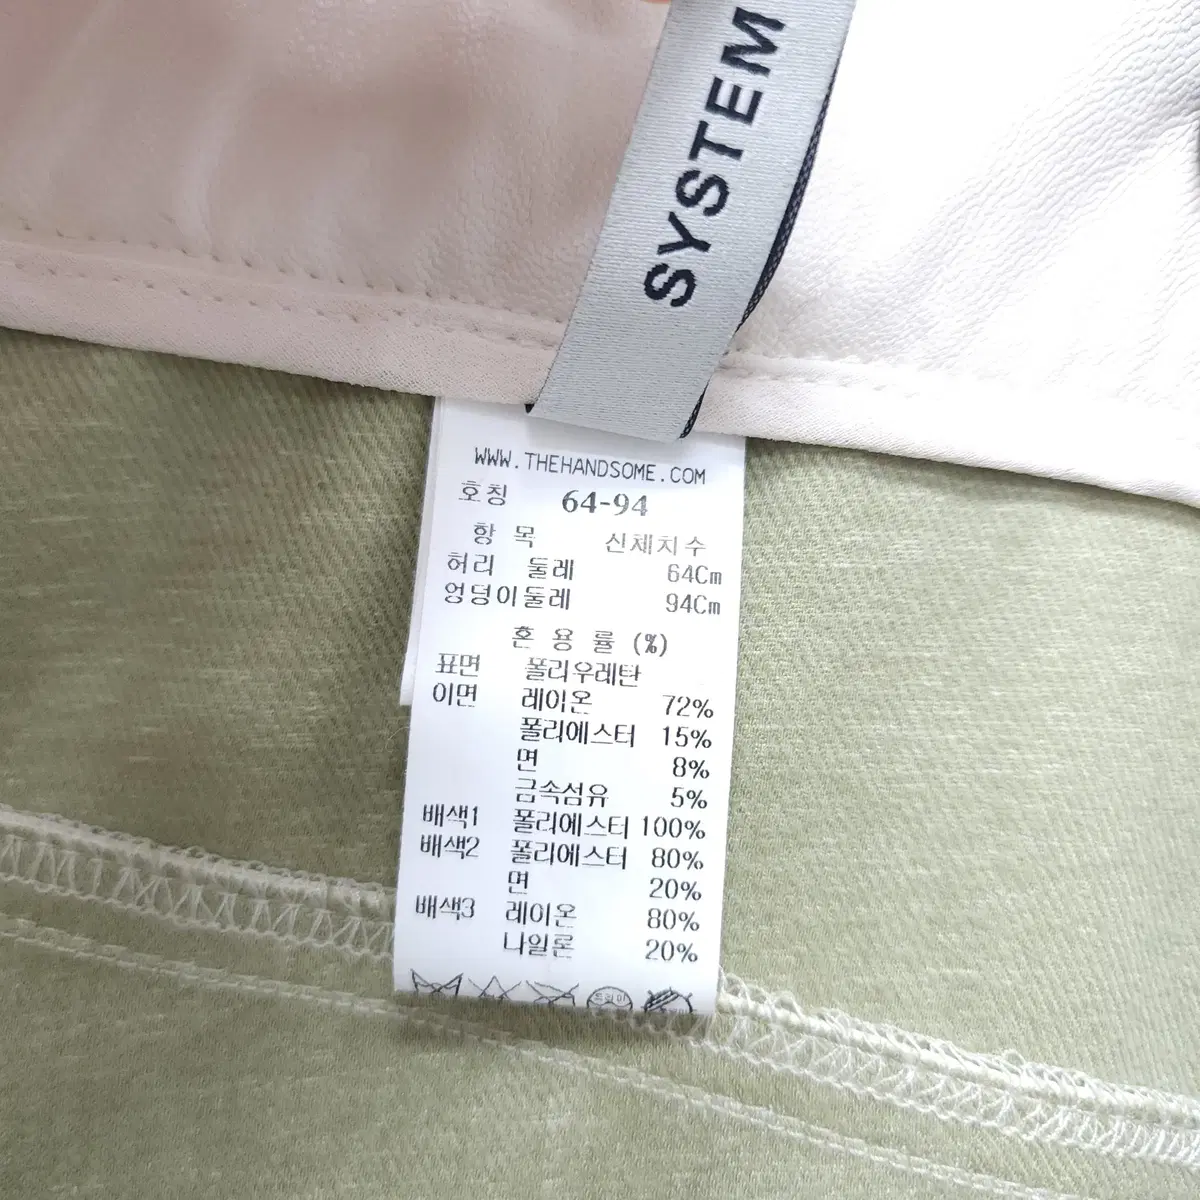 SYSTEM
WWW.THEHANDSOME.COM
호칭 64-94
항 목 신체치수
허리 둘레 64Cm
엉덩이둘레 94Cm
혼 용 률 (%)
표면 폴리우레탄
이면 레이온 72%
폴리에스터 15%
면 8%
금속섬유 5%
배색1 폴리에스터 100%
배색2 폴리에스터 80%
면 20%
배색3 레이온 80%
나일론 20%